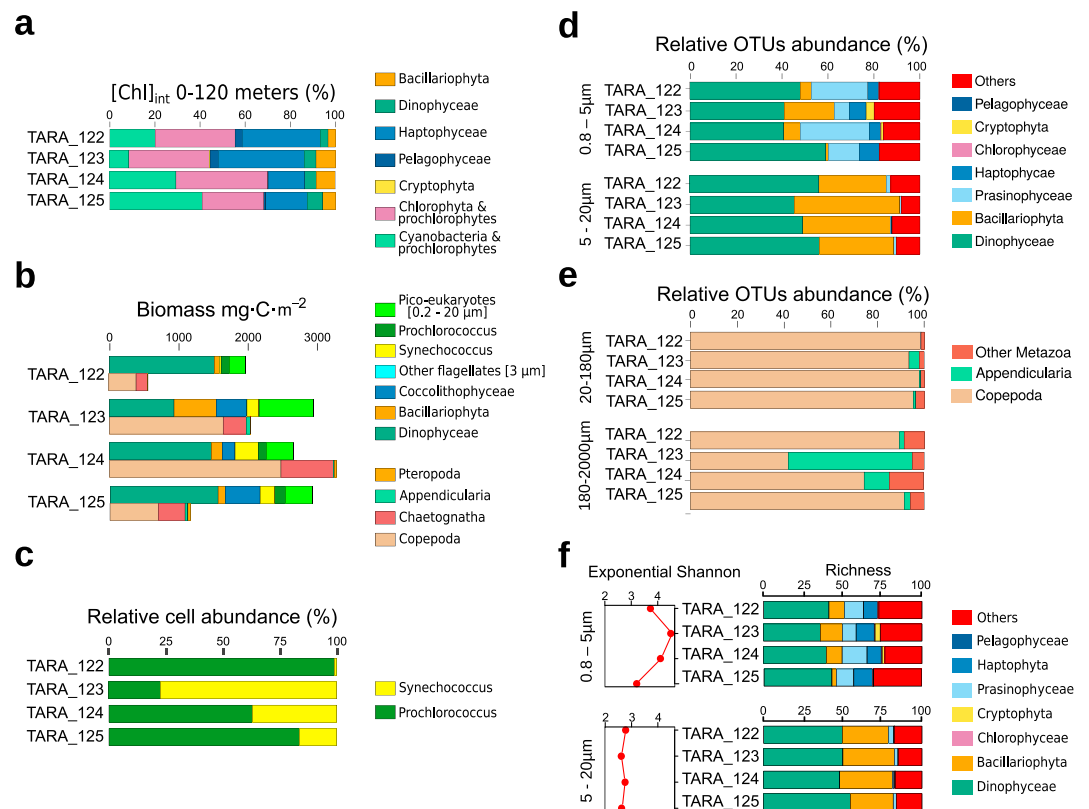 a
[Chl]int 0-120 meters (%)
0 20 40 60 80 100
TARA_122
TARA_123
TARA_124
TARA_125
Bacillariophyta
Dinophyceae
Haptophyceae
Pelagophyceae
Cryptophyta
Chlorophyta &
prochlorophytes
Cyanobacteria &
prochlorophytes
b
Biomass mg·C·m−2
0 1000 2000 3000
TARA_122
TARA_123
TARA_124
TARA_125
Pico-eukaryotes
[0.2 - 20 µm]
Prochlorococcus
Synechococcus
Other flagellates [3 µm]
Coccolithophyceae
Bacillariophyta
Dinophyceae
Pteropoda
Appendicularia
Chaetognatha
Copepoda
c
Relative cell abundance (%)
0 25 50 75 100
TARA_122
TARA_123
TARA_124
TARA_125
Synechococcus
Prochlorococcus
d
Relative OTUs abundance (%)
0 20 40 60 80 100
0.8 – 5µm
TARA_122
TARA_123
TARA_124
TARA_125
5 - 20µm
TARA_122
TARA_123
TARA_124
TARA_125
Others
Pelagophyceae
Cryptophyta
Chlorophyceae
Haptophycae
Prasinophyceae
Bacillariophyta
Dinophyceae
e
Relative OTUs abundance (%)
0 20 40 60 80 100
20-180µm
TARA_122
TARA_123
TARA_124
TARA_125
180-2000µm
TARA_122
TARA_123
TARA_124
TARA_125
Other Metazoa
Appendicularia
Copepoda
f
Exponential Shannon
Richness
2 3 4
0 25 50 75 100
0.8 – 5µm
TARA_122
TARA_123
TARA_124
TARA_125
2 3 4
0 25 50 75 100
5 - 20µm
TARA_122
TARA_123
TARA_124
TARA_125
Others
Pelagophyceae
Haptophyta
Prasinophyceae
Cryptophyta
Chlorophyceae
Bacillariophyta
Dinophyceae